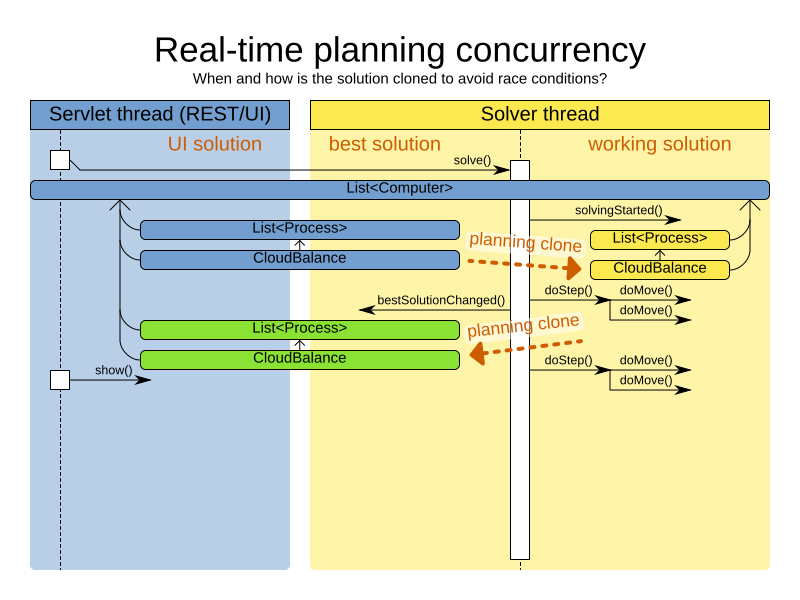 Real-time planning concurrency
When and how is the solution cloned to avoid race conditions?
Servlet thread (REST/UI)
Solver thread
UI solution
best solution
working solution
solve()
List<Computer>
solvingStarted()
List<Process>
planning clone
List<Process>
CloudBalance
CloudBalance
doStep()
doMove()
bestSolutionChanged()
doMove()
List<Process>
planning clone
CloudBalance
doStep()
doMove()
show()
doMove()